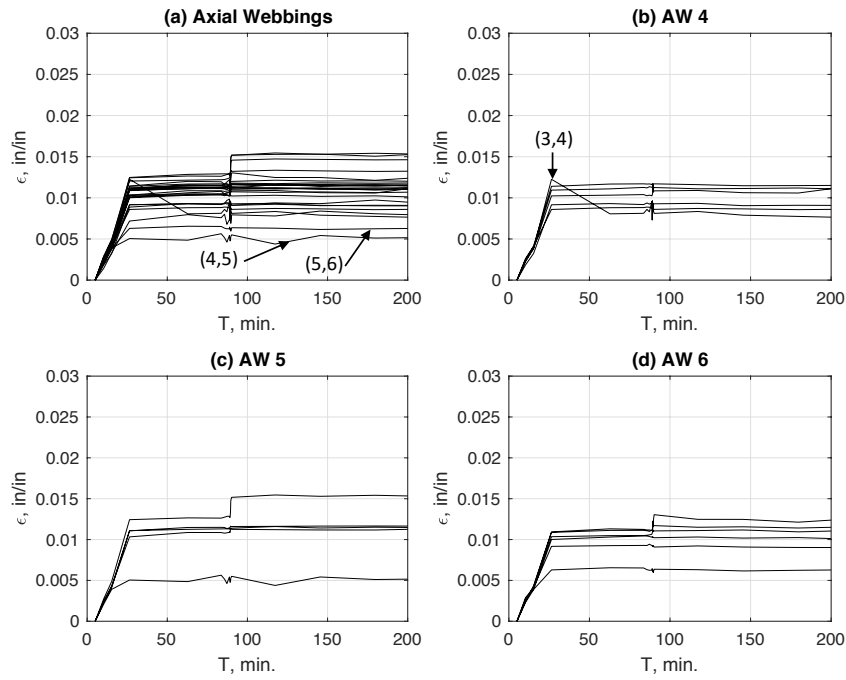 (a) Axial Webbings
0.03
0.025
0.02
0.015
0.01
0.005
0
ϵ, in/in
(4,5)
(5,6)
0 50 100 150 200
T, min.
(b) AW 4
0.03
0.025
0.02
0.015
0.01
0.005
0
ϵ, in/in
(3,4)
0 50 100 150 200
T, min.
(c) AW 5
0.03
0.025
0.02
0.015
0.01
0.005
0
ϵ, in/in
0 50 100 150 200
T, min.
(d) AW 6
0.03
0.025
0.02
0.015
0.01
0.005
0
ϵ, in/in
0 50 100 150 200
T, min.